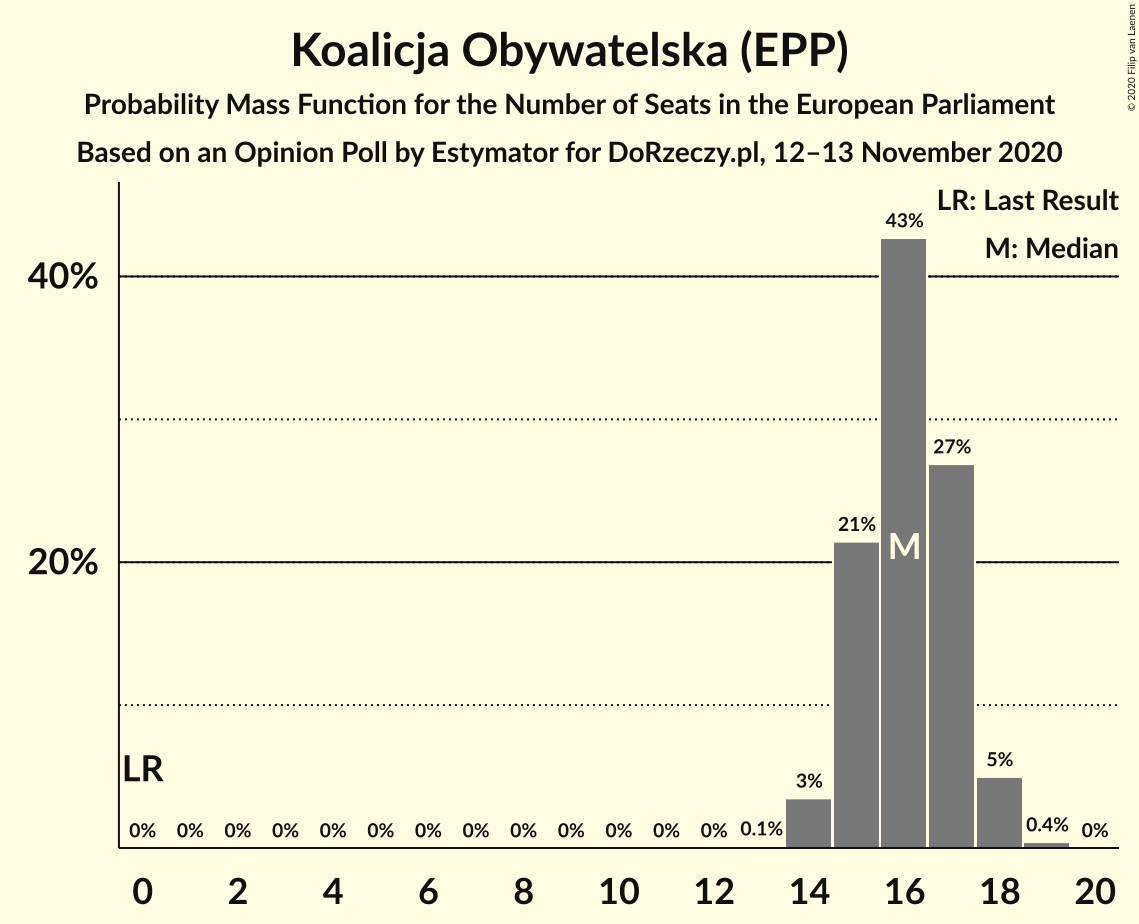 Koalicja Obywatelska (EPP)
Probability Mass Function for the Number of Seats in the European Parliament
Based on an Opinion Poll by Estymator for DoRzeczy.pl, 12–13 November 2020
© 2020 Filip van Laenen
LR: Last Result
M: Median
40%
20%
43%
27%
21%
M
LR
5%
3%
0% 0% 0% 0% 0% 0% 0% 0% 0% 0% 0% 0% 0% 0.1% 0.4% 0%
0 2 4 6 8 10 12 14 16 18 20